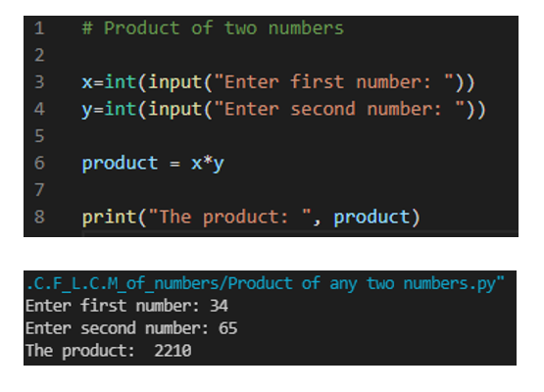 1 # Product of two numbers
2
3 x=int(input("Enter first number: "))
4 y=int(input("Enter second number: "))
5
6 product = x*y
7
8 print("The product: ", product)
.C.F_L.C.M_of_numbers/Product of any two numbers.py"
Enter first number: 34
Enter second number: 65
The product:  2210